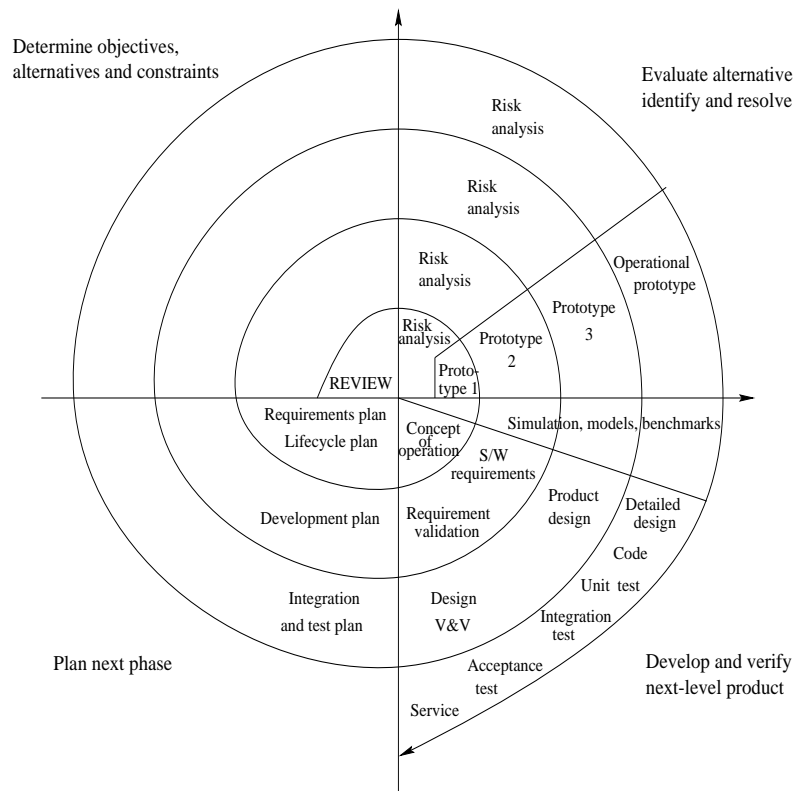 Determine objectives,
alternatives and constraints
Evaluate alternative
identify and resolve
Risk
analysis
Risk
analysis
Risk
analysis
Risk
analysis
Operational
prototype
Prototype
3
Prototype
2
Proto-
type 1
REVIEW
Requirements plan
Lifecycle plan
Concept
of
operation
Simulation, models, benchmarks
S/W
requirements
Development plan
Requirement
validation
Product
design
Detailed
design
Code
Unit test
Integration
and test plan
Design
V&V
Integration
test
Acceptance
test
Service
Plan next phase
Develop and verify
next-level product